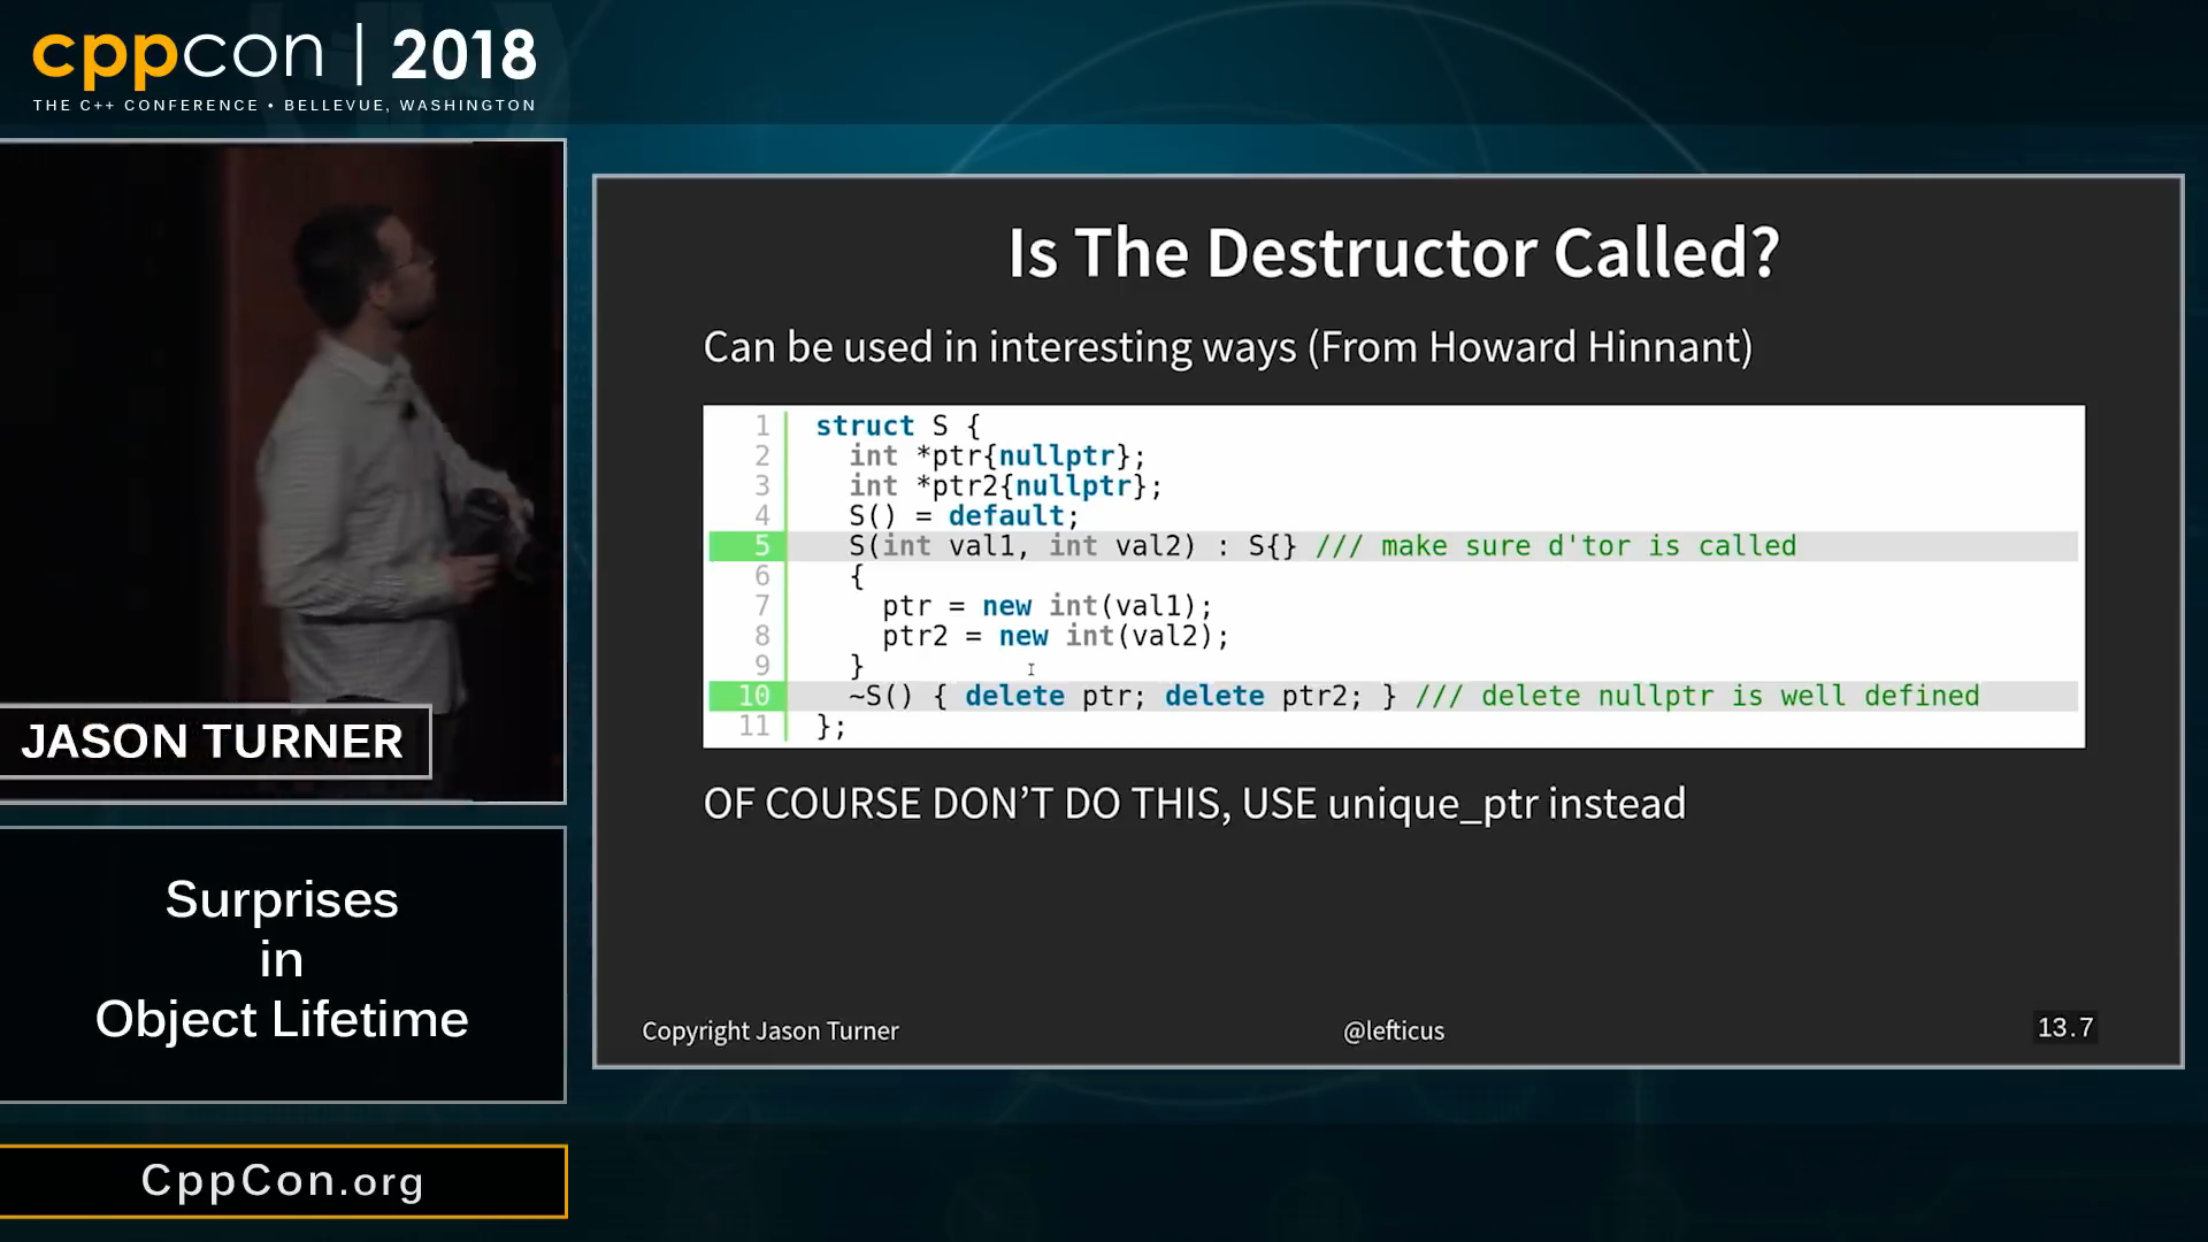 cppcon | 2018
THE C++ CONFERENCE • BELLEVUE, WASHINGTON
JASON TURNER
Surprises
in
Object Lifetime
CppCon.org
Is The Destructor Called?
Can be used in interesting ways (From Howard Hinnant)
1 struct S {
2   int *ptr{nullptr};
3   int *ptr2{nullptr};
4   S() = default;
5   S(int val1, int val2) : S{} /// make sure d'tor is called
6   {
7     ptr = new int(val1);
8     ptr2 = new int(val2);
9   }
10   ~S() { delete ptr; delete ptr2; } /// delete nullptr is well defined
11 };
OF COURSE DON’T DO THIS, USE unique_ptr instead
Copyright Jason Turner
@lefticus
13.7